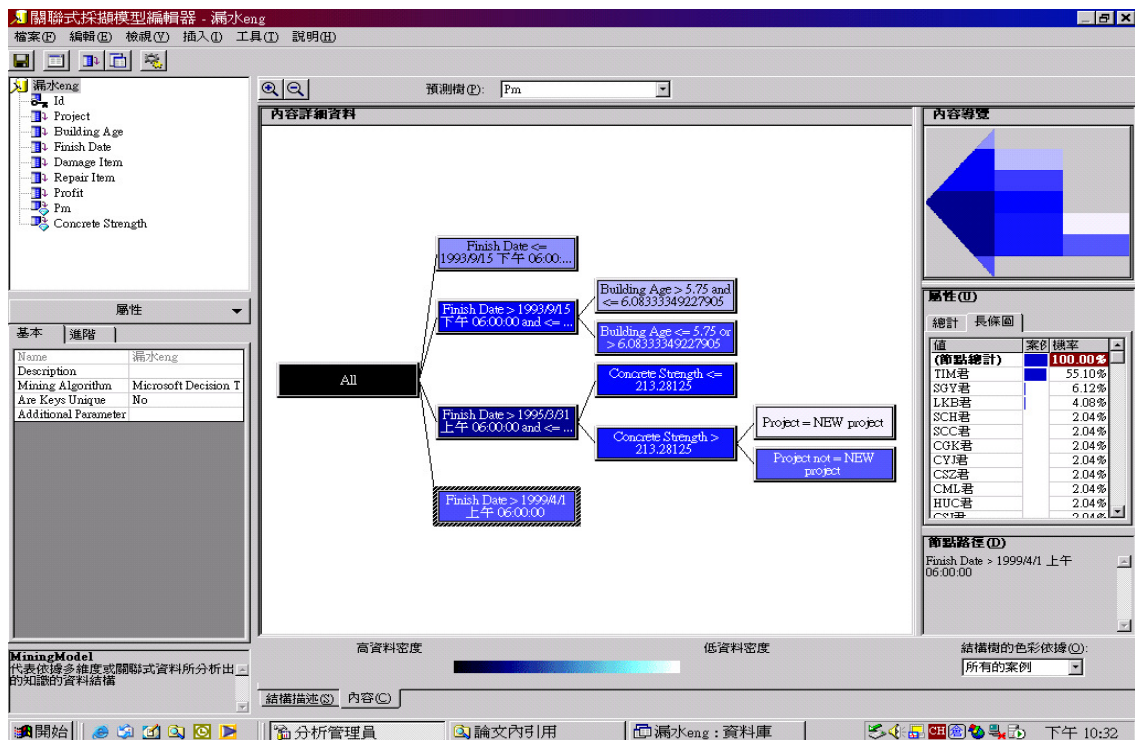 關聯式採擷模型編輯器 - 漏水eng
檔案(F) 編輯(E) 檢視(V) 插入(I) 工具(T) 說明(H)
漏水eng
Id
Project
Building Age
Finish Date
Damage Item
Repair Item
Profit
Pm
Concrete Strength
屬性
基本 進階
Name 漏水eng
Description
Mining Algorithm Microsoft Decision T
Are Keys Unique No
Additional Parameter
MiningModel
代表依據多維度或關聯式資料所分析出的知識的資料結構
預測樹(P): Pm
內容詳細資料
All
Finish Date <=
1993/9/15 下午 06:00:...
Finish Date > 1993/9/15
下午 06:00:00 and <= ...
Finish Date > 1995/3/31
上午 06:00:00 and <= ...
Finish Date > 1999/4/1
上午 06:00:00
Building Age > 5.75 and
<= 6.08333349227905
Building Age <= 5.75 or
> 6.08333349227905
Concrete Strength <=
213.28125
Concrete Strength >
213.28125
Project = NEW project
Project not = NEW
project
高資料密度 低資料密度
結構描述(S) 內容(C)
內容導覽
屬性(U)
總計 長條圖
值 案例 機率
(節點總計) 100.00%
TIM君 55.10%
SGY君 6.12%
LKB君 4.08%
SCH君 2.04%
SCC君 2.04%
CGK君 2.04%
CYJ君 2.04%
CSZ君 2.04%
CML君 2.04%
HUC君 2.04%
2.04%
節點路徑(D)
Finish Date > 1999/4/1 上午
06:00:00
結構樹的色彩依據(O):
所有的案例
開始 分析管理員 論文內引用 漏水eng : 資料庫 CH 下午 10:32